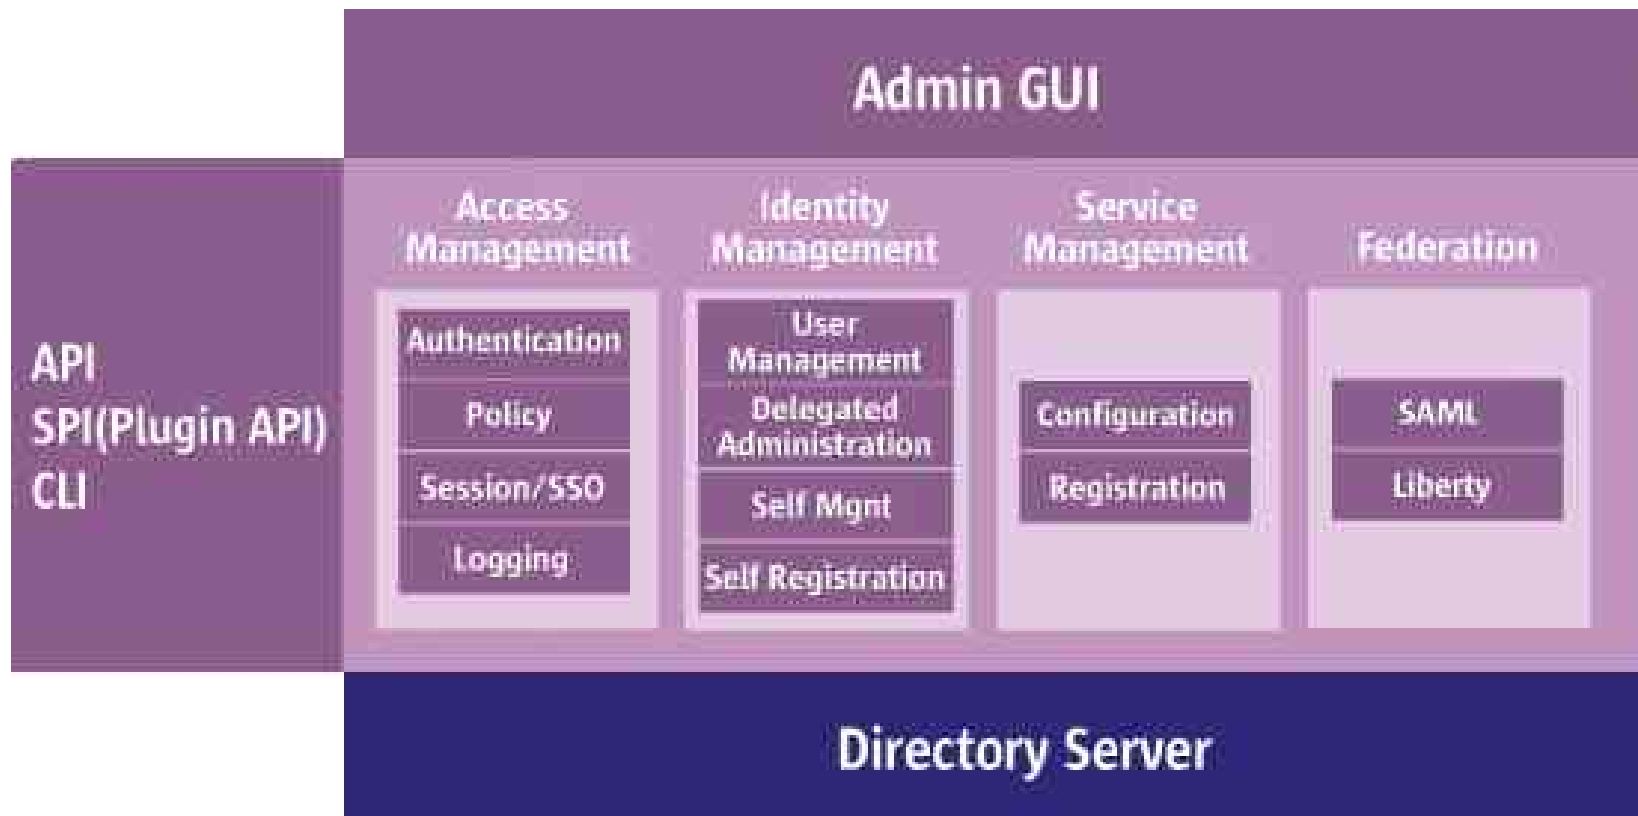 Admin GUI
API
SPI(Plugin API)
CLI
Access
Management
Authentication
Policy
Session/SSO
Logging
Identity
Management
User
Management
Delegated
Administration
Self Mgnt
Self Registration
Service
Management
Configuration
Registration
Federation
SAML
Liberty
Directory Server